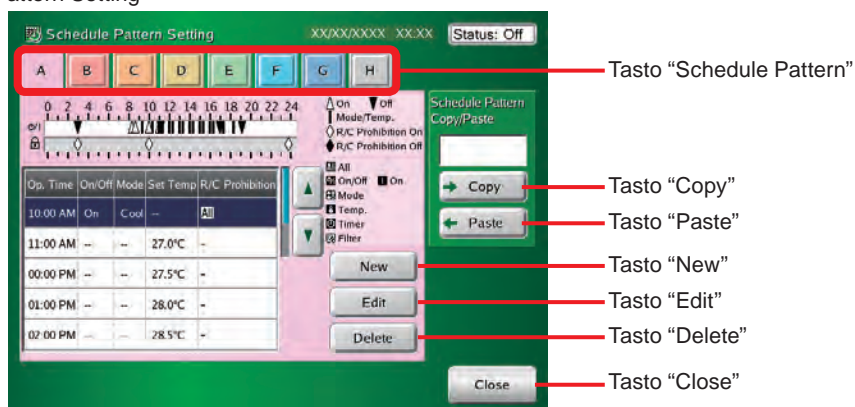 attern Setting
Schedule Pattern Setting XX/XX/XXXX XX:XX Status: Off
A B C D E F G H
Tasto “Schedule Pattern”
0 2 4 6 8 10 12 14 16 18 20 22 24
On Off
Mode/Temp.
R/C Prohibition On
R/C Prohibition Off
Schedule Pattern
Copy/Paste
All
On/Off On
Mode
Temp.
Timer
Filter
Copy
Tasto “Copy”
Paste
Tasto “Paste”
Op. Time On/Off Mode Set Temp R/C Prohibition
10:00 AM On Cool -- All
11:00 AM -- -- 27.0°C -
00:00 PM -- -- 27.5°C -
01:00 PM -- -- 28.0°C -
02:00 PM -- -- 28.5°C -
New
Tasto “New”
Edit
Tasto “Edit”
Delete
Tasto “Delete”
Close
Tasto “Close”